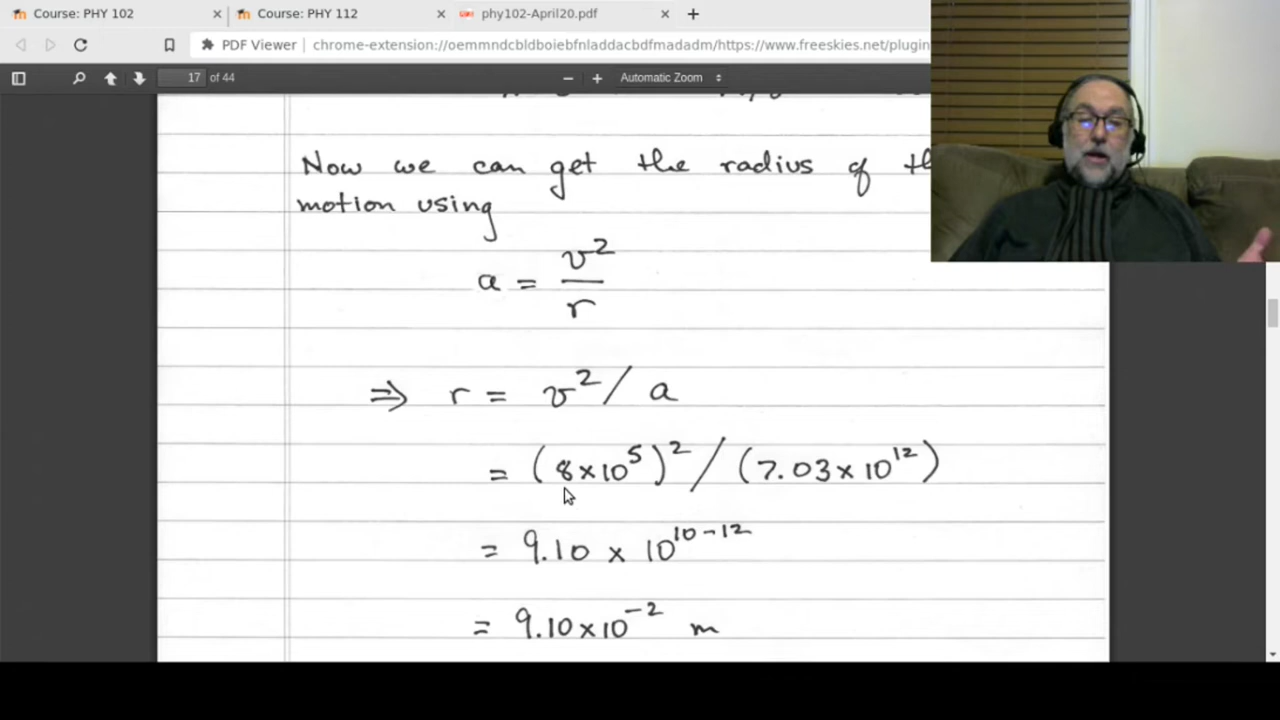 Course: PHY 102
Course: PHY 112
phy102-April20.pdf
PDF Viewer chrome-extension://oemmndcbldboiebfnladdacbdfmadadm/https://www.freeskies.net/plugin
17 of 44
Automatic Zoom
Now we can get the radius of th
motion using
a = v² / r
⇒ r = v² / a
= (8×10⁵)² / (7.03×10¹²)
= 9.10 × 10¹⁰⁻¹²
= 9.10×10⁻² m